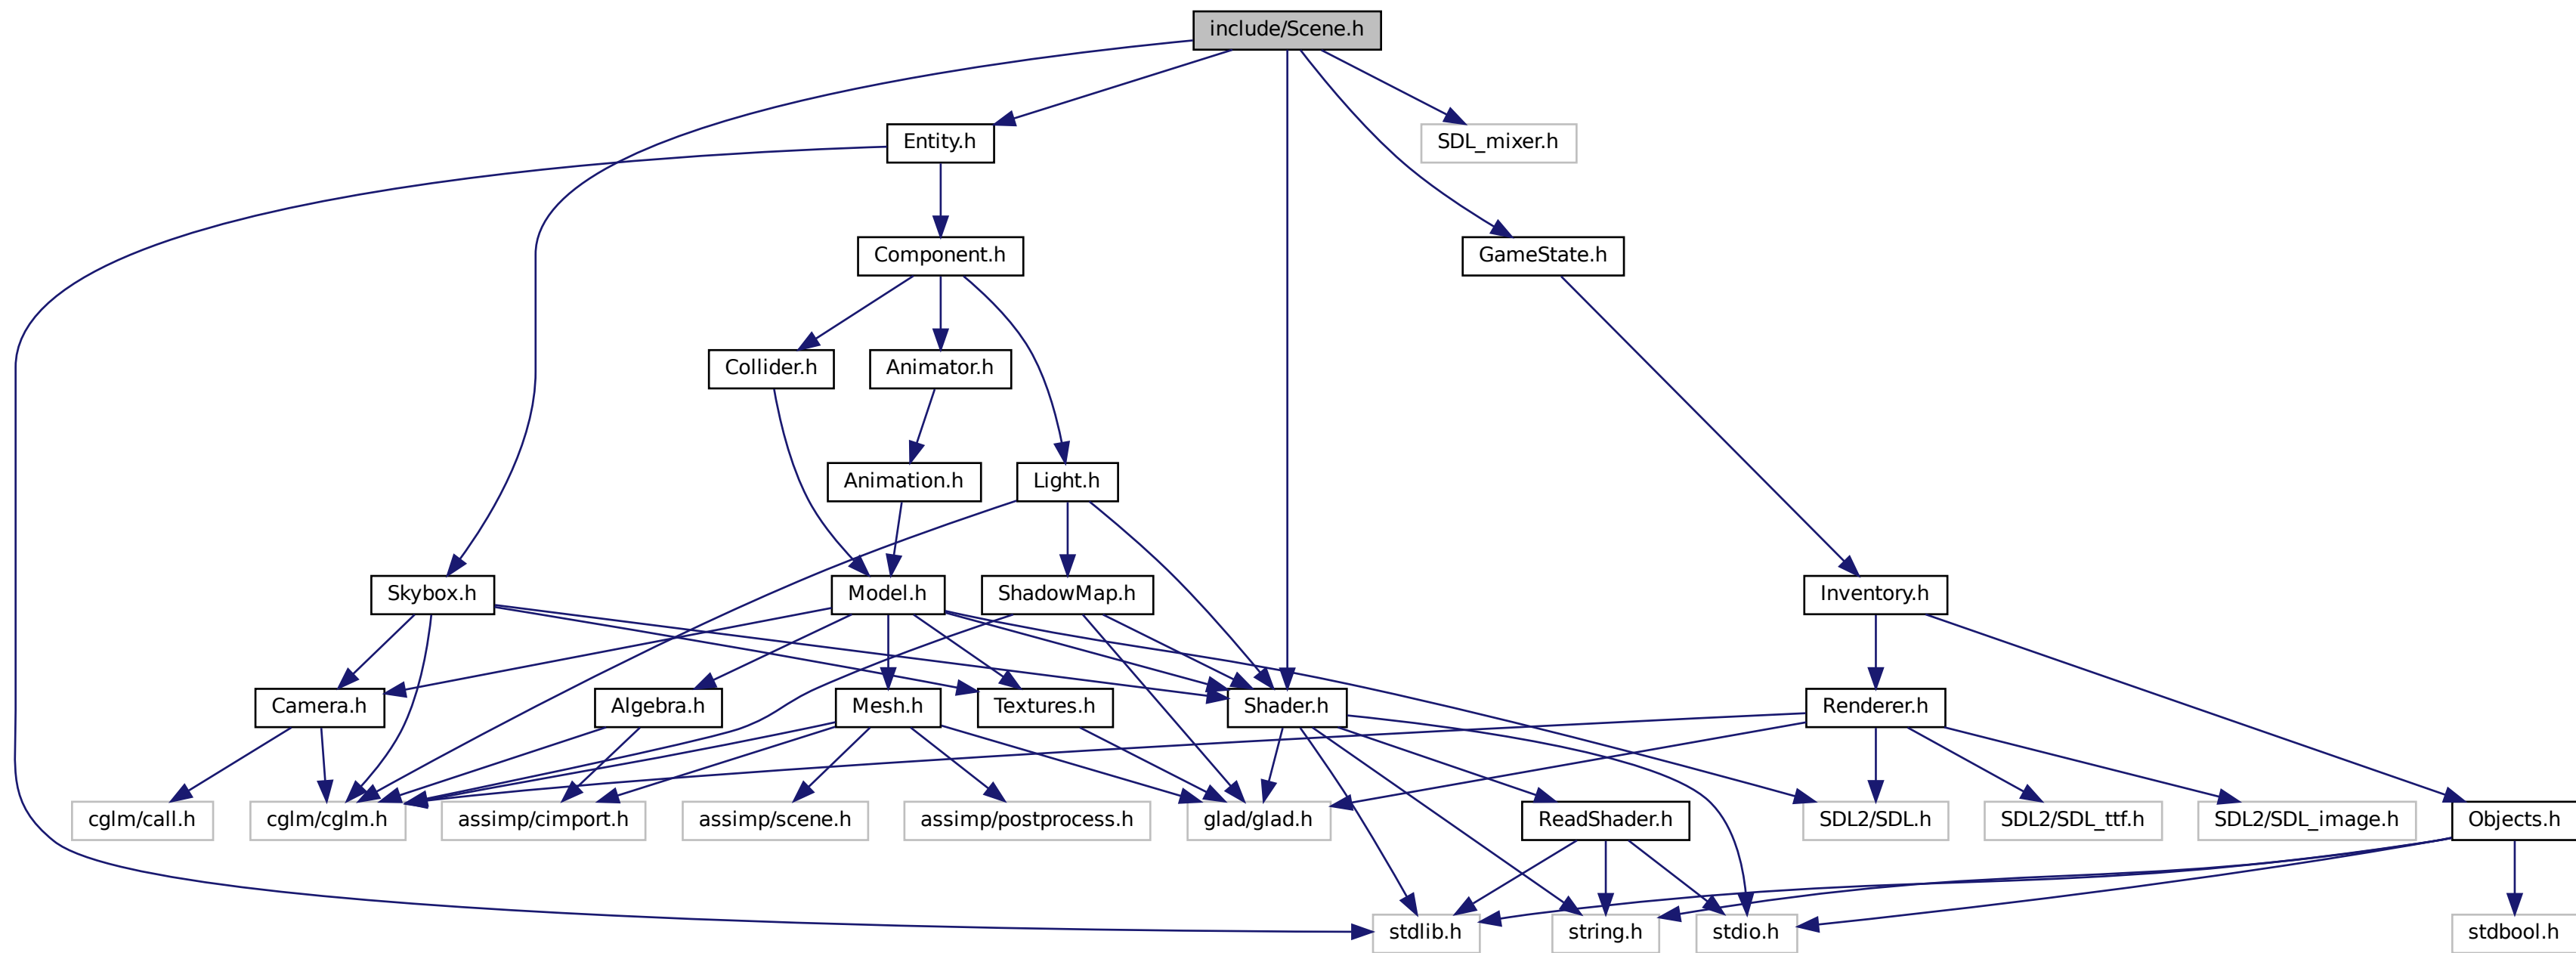 include/Scene.h
Entity.h
SDL_mixer.h
Component.h
GameState.h
Collider.h
Animator.h
Animation.h
Light.h
Skybox.h
Model.h
ShadowMap.h
Inventory.h
Camera.h
Algebra.h
Mesh.h
Textures.h
Shader.h
Renderer.h
cglm/call.h
cglm/cglm.h
assimp/cimport.h
assimp/scene.h
assimp/postprocess.h
glad/glad.h
ReadShader.h
SDL2/SDL.h
SDL2/SDL_ttf.h
SDL2/SDL_image.h
Objects.h
stdlib.h
string.h
stdio.h
stdbool.h